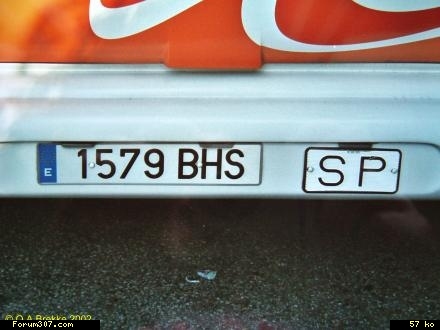 E 1579 BHS
SP
© O A Brekke 2002
Forum307.com
57 ko